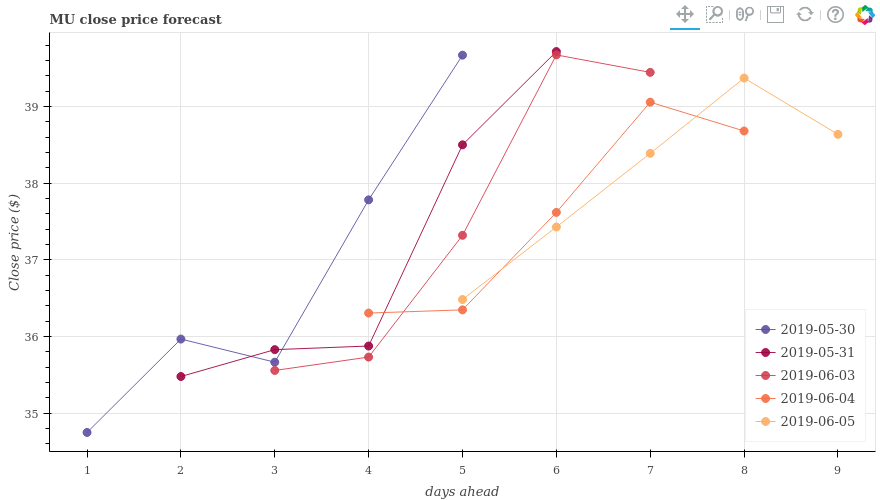 MU close price forecast
Close price ($)
39
38
37
36
35
2019-05-30
2019-05-31
2019-06-03
2019-06-04
2019-06-05
1 2 3 4 5 6 7 8 9
days ahead